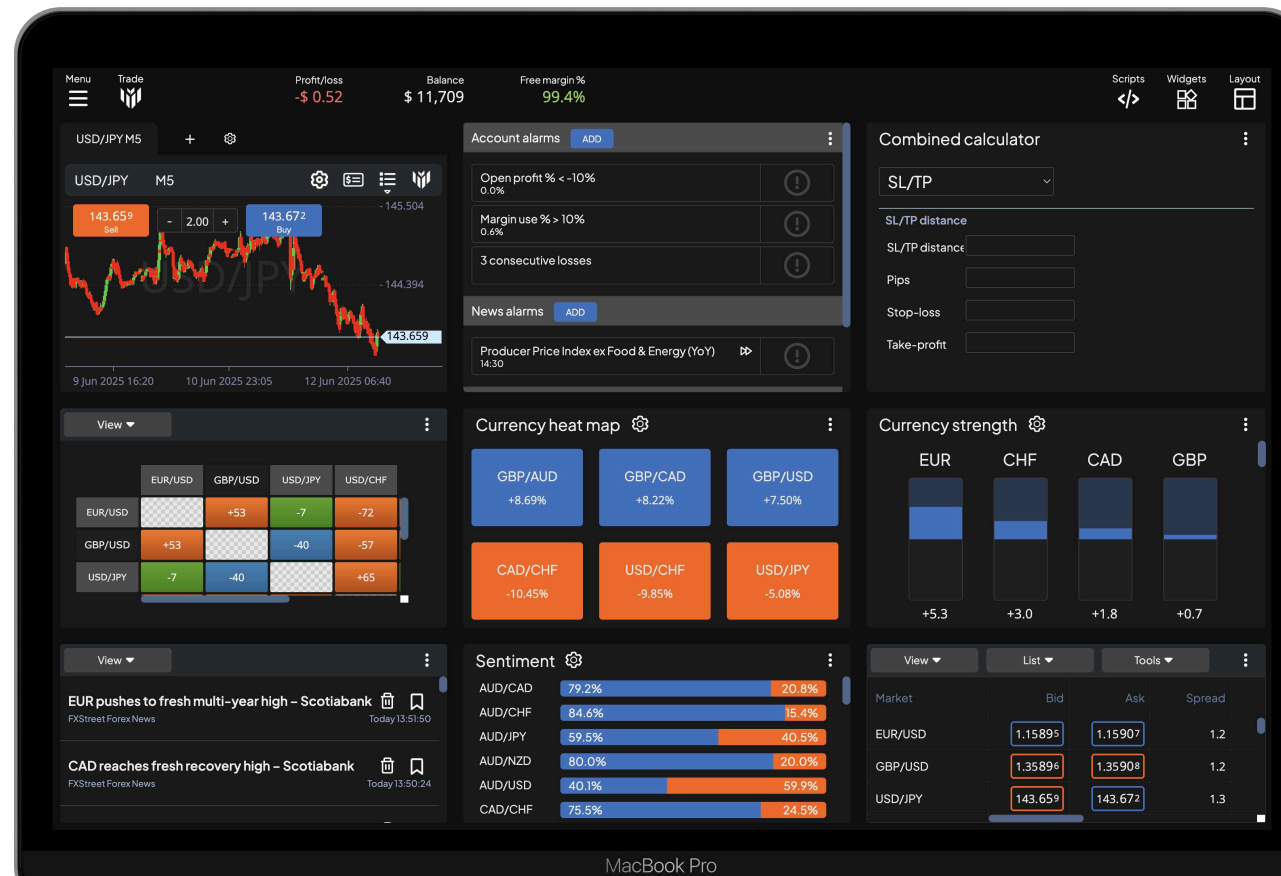 Menu Trade Profit/loss Balance Free margin % Scripts Widgets Layout
-$ 0.52 $ 11,709 99.4%
USD/JPY M5 +
USD/JPY M5
143.659 Sell - 2.00 + 143.672 Buy
USD/JPY
145.504
144.394
143.659
9 Jun 2025 16:20 10 Jun 2025 23:05 12 Jun 2025 06:40
Account alarms ADD
Open profit % < -10%
0.0%
Margin use % > 10%
0.6%
3 consecutive losses
News alarms ADD
Producer Price Index ex Food & Energy (YoY)
14:30
Combined calculator
SL/TP
SL/TP distance
SL/TP distance
Pips
Stop-loss
Take-profit
View
EUR/USD GBP/USD USD/JPY USD/CHF
EUR/USD +53 -7 -72
GBP/USD +53 -40 -57
USD/JPY -7 -40 +65
Currency heat map
GBP/AUD GBP/CAD GBP/USD
+8.69% +8.22% +7.50%
CAD/CHF USD/CHF USD/JPY
-10.45% -9.85% -5.08%
Currency strength
EUR CHF CAD GBP
+5.3 +3.0 +1.8 +0.7
View
EUR pushes to fresh multi-year high – Scotiabank
FXStreet Forex News Today 13:51:50
CAD reaches fresh recovery high – Scotiabank
FXStreet Forex News Today 13:50:24
Sentiment
AUD/CAD 79.2% 20.8%
AUD/CHF 84.6% 15.4%
AUD/JPY 59.5% 40.5%
AUD/NZD 80.0% 20.0%
AUD/USD 40.1% 59.9%
CAD/CHF 75.5% 24.5%
View List Tools
Market Bid Ask Spread
EUR/USD 1.15895 1.15907 1.2
GBP/USD 1.35896 1.35908 1.2
USD/JPY 143.659 143.672 1.3
MacBook Pro